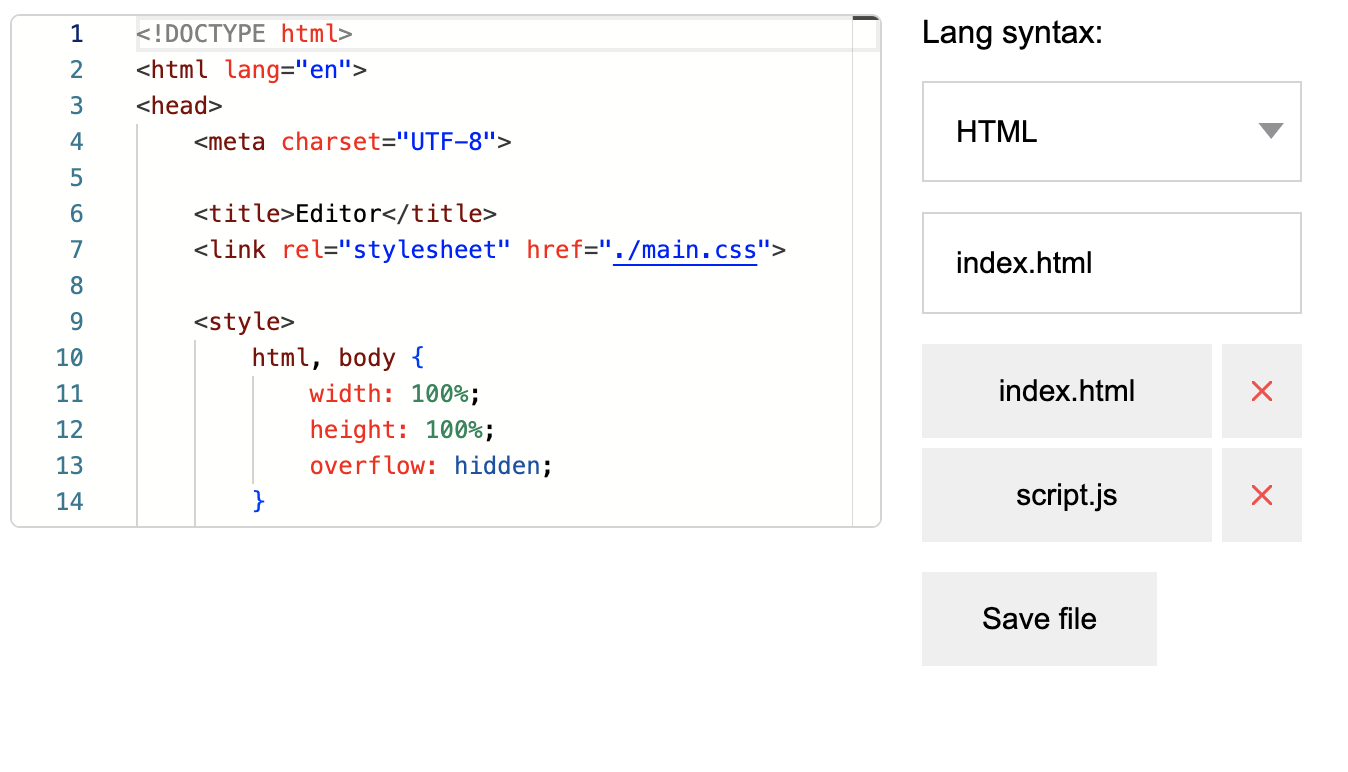 1 <!DOCTYPE html>
2 <html lang="en">
3 <head>
4     <meta charset="UTF-8">
5
6     <title>Editor</title>
7     <link rel="stylesheet" href="./main.css">
8
9     <style>
10         html, body {
11             width: 100%;
12             height: 100%;
13             overflow: hidden;
14         }
Lang syntax:
HTML
index.html
index.html ×
script.js ×
Save file